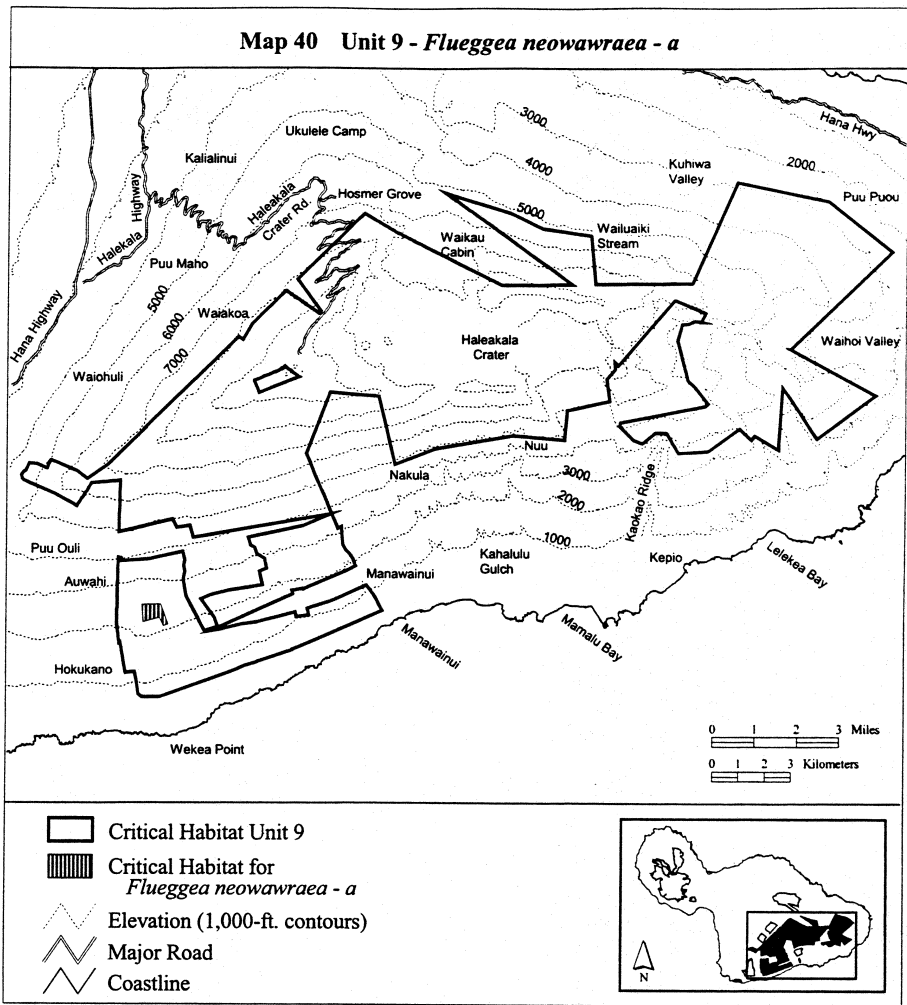 Map 40 Unit 9 - Flueggea neowawraea - a
Hana Hwy
3000
Ukulele Camp
Kalialinui
4000
Kuhiwa
Valley
2000
Puu Puou
Highway
Haleakala
Crater Rd.
Hosmer Grove
5000
Wailuaiki
Stream
Waikau
Cabin
Halekala
Puu Maho
5000
6000
7000
Waiakoa
Hana Highway
Haleakala
Crater
Waihoi Valley
Waiohuli
Nuu
Nakula
3000
2000
1000
Kaokao Ridge
Puu Ouli
Auwahi
Manawainui
Kahalulu
Gulch
Kepio
Lelekea Bay
Hokukano
Manawainui
Mamalu Bay
Wekea Point
0 1 2 3 Miles
0 1 2 3 Kilometers
Critical Habitat Unit 9
Critical Habitat for
Flueggea neowawraea - a
Elevation (1,000-ft. contours)
Major Road
Coastline
N